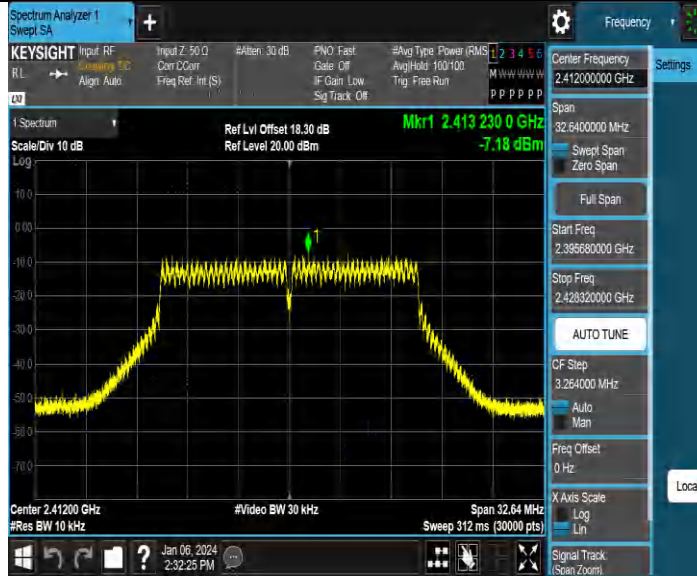 Spectrum Analyzer 1
Swept SA
+
Frequency
KEYSIGHT
RL
LXI
Input: RF
Coupling: DC
Align: Auto
Input Z: 50 Ω
Corr CCorr
Freq Ref: Int (S)
#Atten: 30 dB
PNO: Fast
Gate: Off
IF Gain: Low
Sig Track: Off
#Avg Type: Power (RMS
Avg|Hold: 100/100
Trig: Free Run
1 2 3 4 5 6
M W W W W W
P P P P P P
1 Spectrum
Scale/Div 10 dB
Ref Lvl Offset 18.30 dB
Ref Level 20.00 dBm
Mkr1 2.413 230 0 GHz
-7.18 dBm
Log
10.0
0.00
-10.0
-20.0
-30.0
-40.0
-50.0
-60.0
-70.0
1
Center 2.41200 GHz
#Res BW 10 kHz
#Video BW 30 kHz
Span 32.64 MHz
Sweep 312 ms (30000 pts)
?
Jan 06, 2024
2:32:25 PM
Center Frequency
2.412000000 GHz
Settings
Span
32.6400000 MHz
Swept Span
Zero Span
Full Span
Start Freq
2.395680000 GHz
Stop Freq
2.428320000 GHz
AUTO TUNE
CF Step
3.264000 MHz
Auto
Man
Freq Offset
0 Hz
Loca
X Axis Scale
Log
Lin
Signal Track
(Span Zoom)